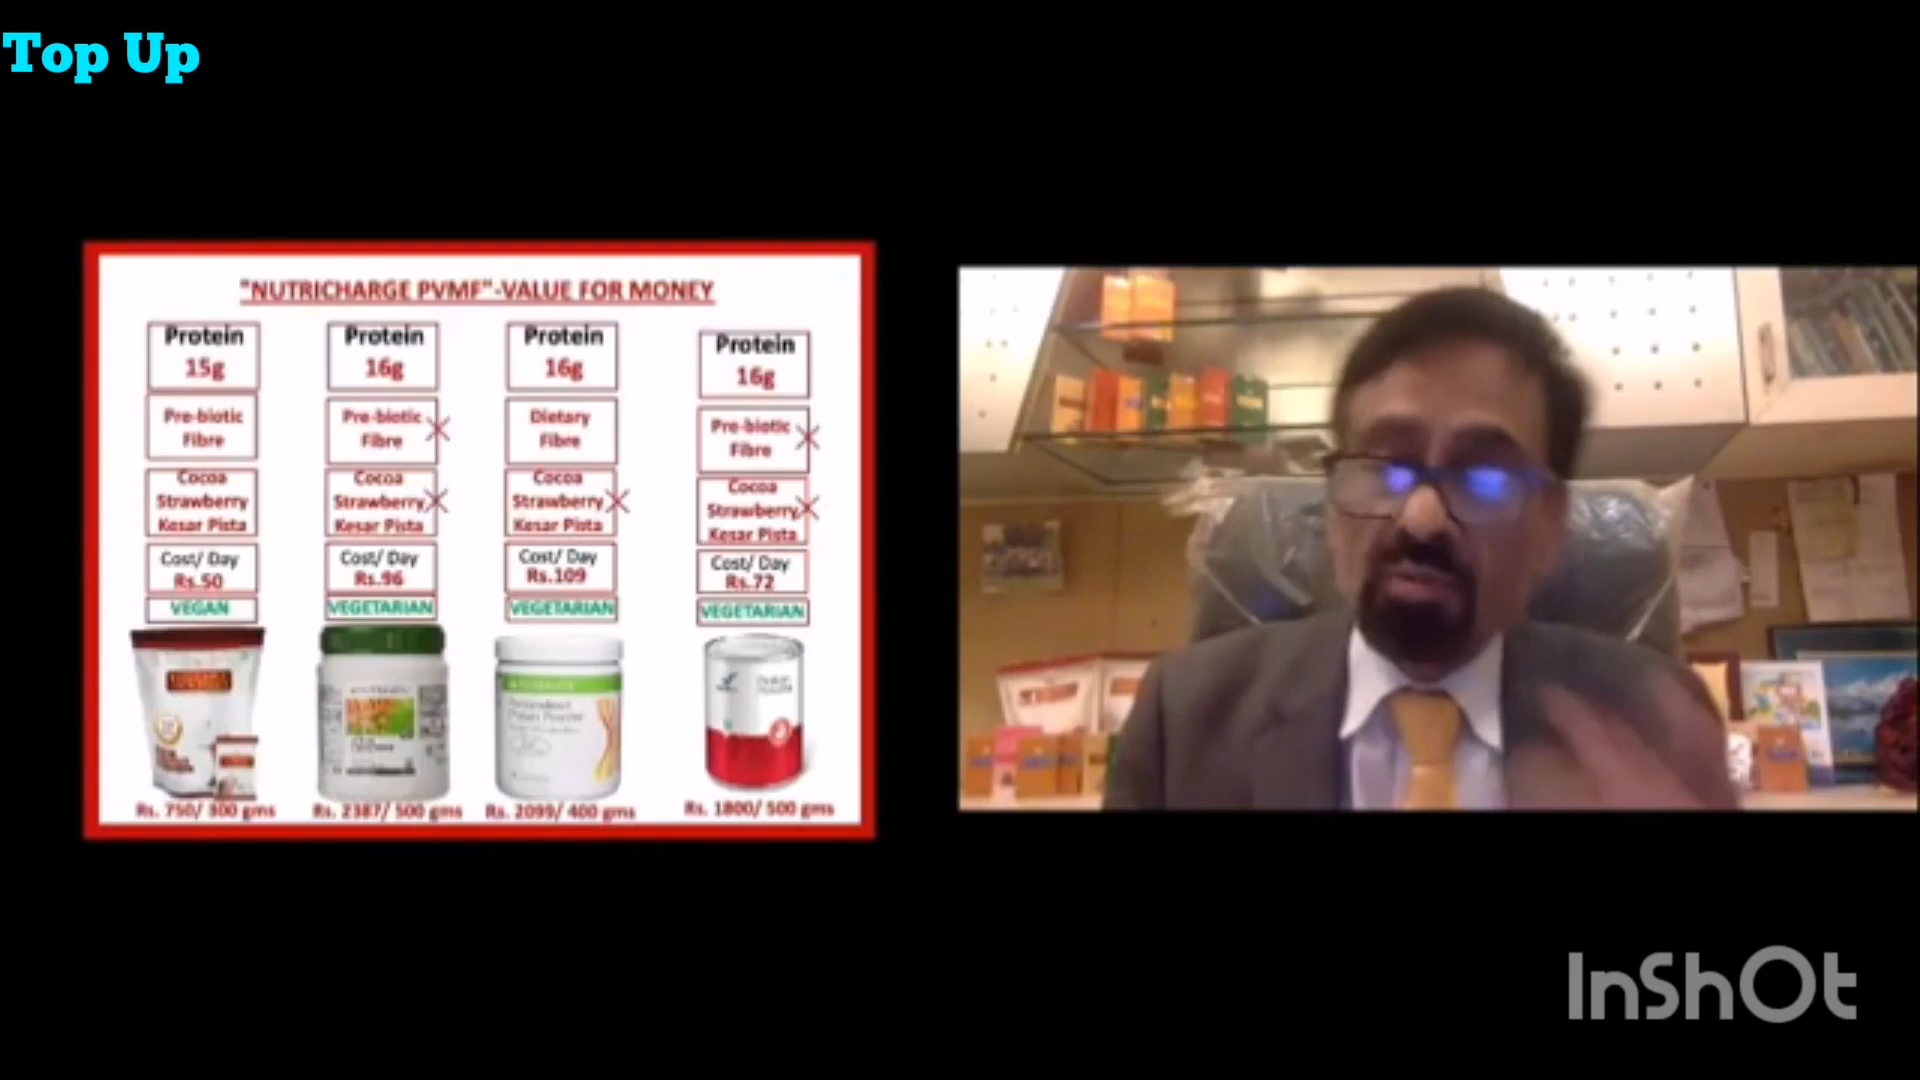 Top Up
"NUTRICHARGE PVMF"-VALUE FOR MONEY
Protein
15g
Pre-biotic
Fibre
Cocoa
Strawberry
Kesar Pista
Cost/ Day
Rs.50
VEGAN
Rs. 750/ 300 gms
Protein
16g
Pre-biotic
Fibre
Cocoa
Strawberry
Kesar Pista
Cost/ Day
Rs.96
VEGETARIAN
Rs. 2387/ 500 gms
Protein
16g
Dietary
Fibre
Cocoa
Strawberry
Kesar Pista
Cost/ Day
Rs.109
VEGETARIAN
Rs. 2099/ 400 gms
Protein
16g
Pre-biotic
Fibre
Cocoa
Strawberry
Kesar Pista
Cost/ Day
Rs.72
VEGETARIAN
Rs. 1800/ 500 gms
InShOt